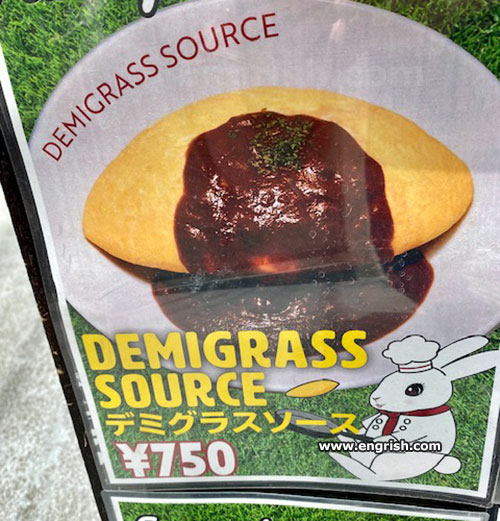 DEMIGRASS SOURCE
DEMIGRASS
SOURCE
デミグラスソース
¥750
www.engrish.com